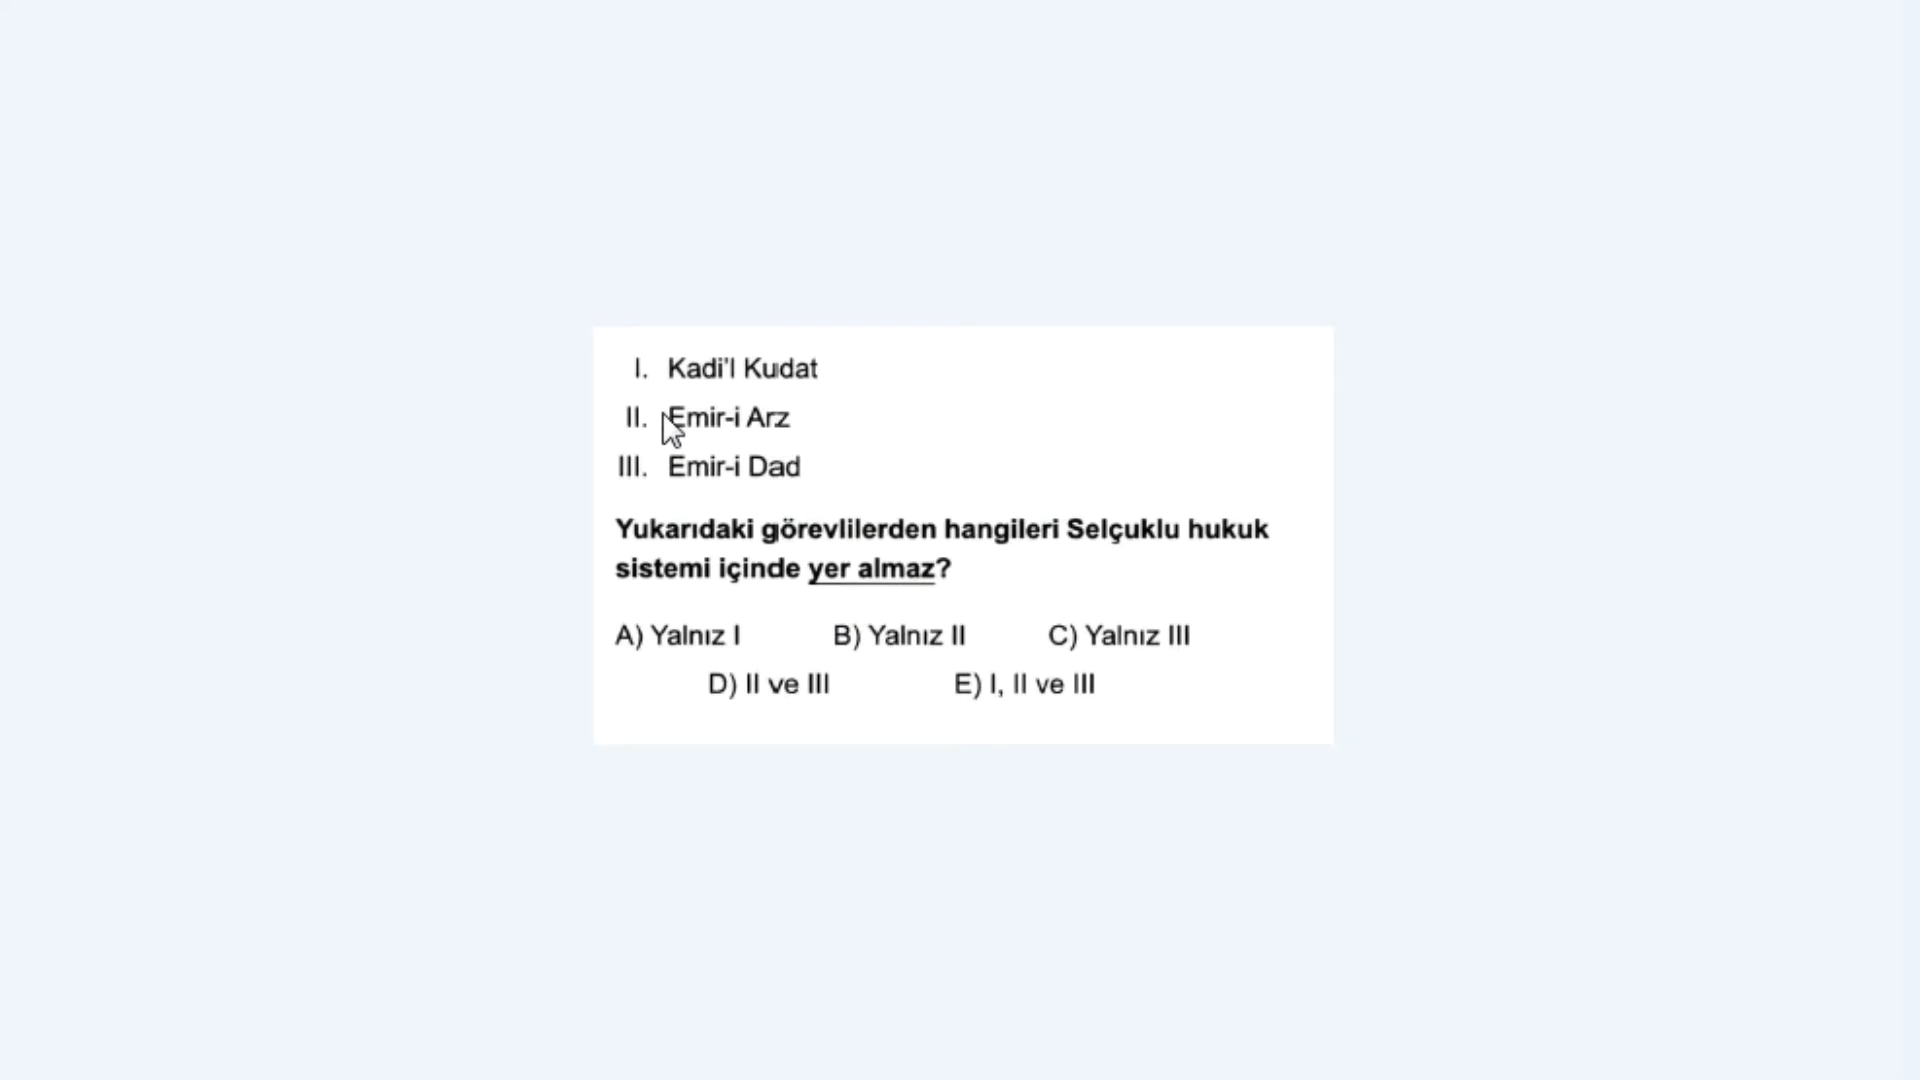 I. Kadi'l Kudat
II. Emir-i Arz
III. Emir-i Dad
Yukarıdaki görevlilerden hangileri Selçuklu hukuk
sistemi içinde yer almaz?
A) Yalnız I B) Yalnız II C) Yalnız III
D) II ve III E) I, II ve III